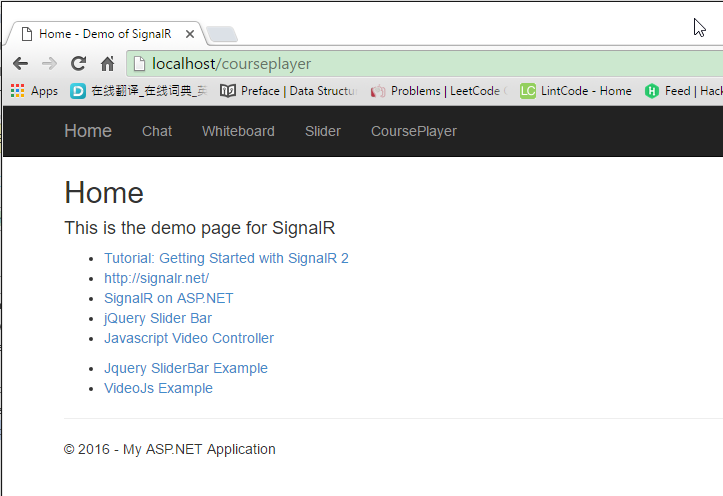 Home - Demo of SignalR
localhost/courseplayer
Apps 在线翻译_在线词典_英 Preface | Data Structu Problems | LeetCode LintCode - Home Feed | Hack
Home Chat Whiteboard Slider CoursePlayer
Home
This is the demo page for SignalR
Tutorial: Getting Started with SignalR 2
http://signalr.net/
SignalR on ASP.NET
jQuery Slider Bar
Javascript Video Controller
Jquery SliderBar Example
VideoJs Example
© 2016 - My ASP.NET Application